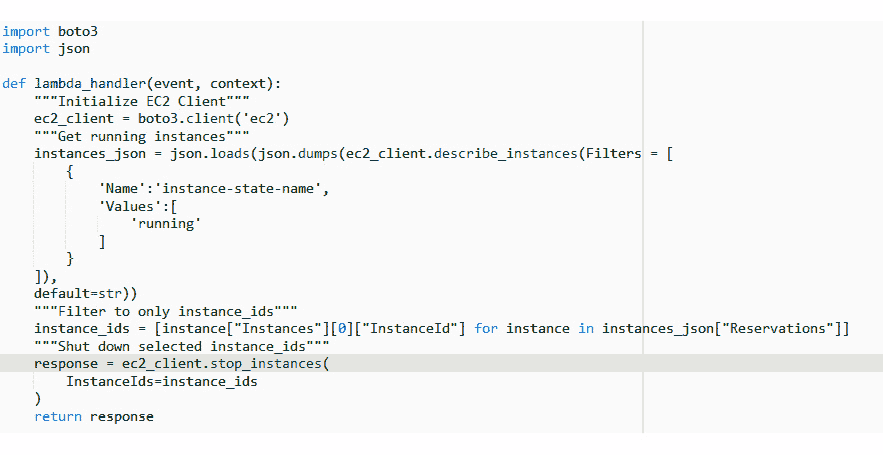 import boto3
import json
def lambda_handler(event, context):
    """Initialize EC2 Client"""
    ec2_client = boto3.client('ec2')
    """Get running instances"""
    instances_json = json.loads(json.dumps(ec2_client.describe_instances(Filters = [
        {
            'Name':'instance-state-name',
            'Values':[
                'running'
            ]
        }
    ]),
    default=str))
    """Filter to only instance_ids"""
    instance_ids = [instance["Instances"][0]["InstanceId"] for instance in instances_json["Reservations"]]
    """Shut down selected instance_ids"""
    response = ec2_client.stop_instances(
        InstanceIds=instance_ids
    )
    return response